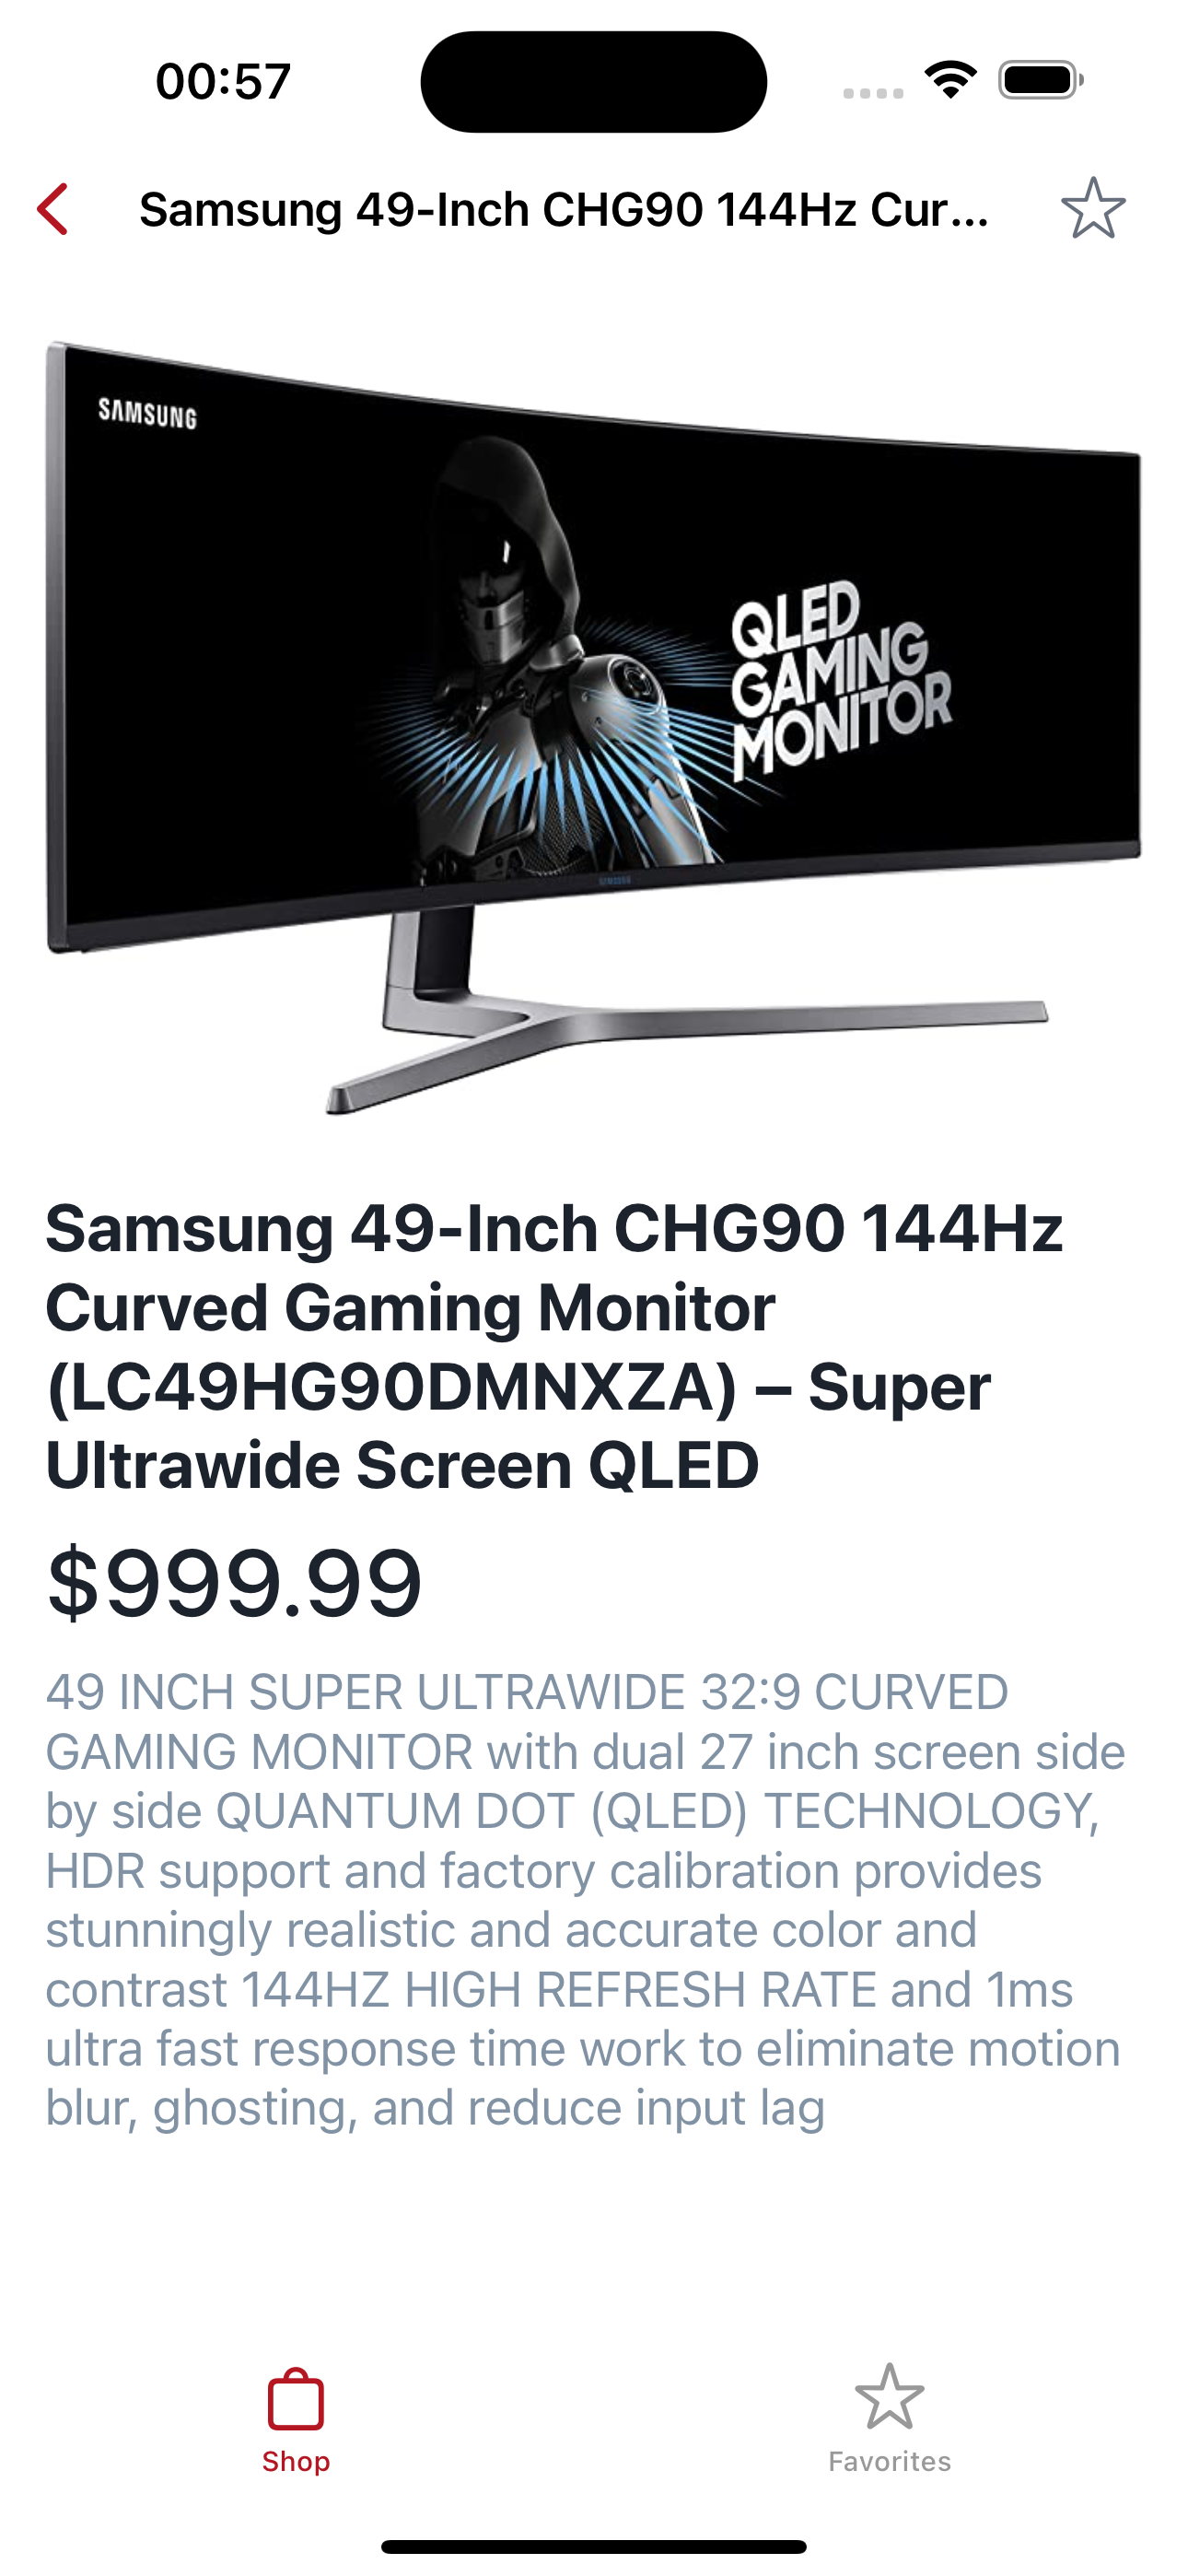 00:57
Samsung 49-Inch CHG90 144Hz Cur...
SAMSUNG
QLED
GAMING
MONITOR
SAMSUNG
Samsung 49-Inch CHG90 144Hz
Curved Gaming Monitor
(LC49HG90DMNXZA) – Super
Ultrawide Screen QLED
$999.99
49 INCH SUPER ULTRAWIDE 32:9 CURVED
GAMING MONITOR with dual 27 inch screen side
by side QUANTUM DOT (QLED) TECHNOLOGY,
HDR support and factory calibration provides
stunningly realistic and accurate color and
contrast 144HZ HIGH REFRESH RATE and 1ms
ultra fast response time work to eliminate motion
blur, ghosting, and reduce input lag
Shop
Favorites